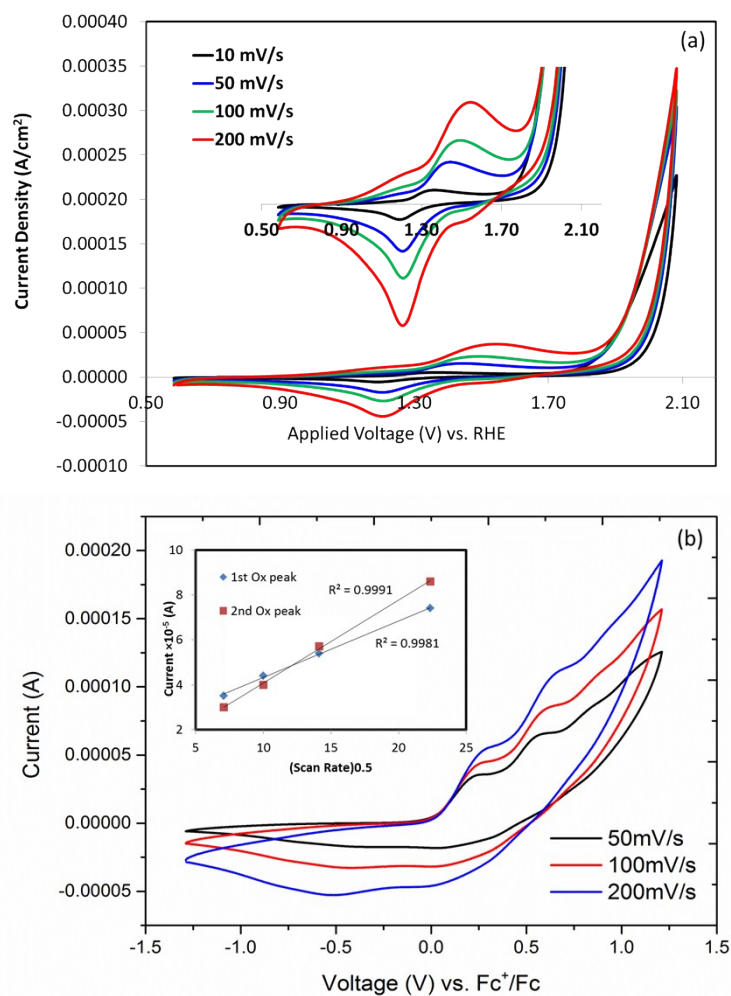 (a)
0.00040
0.00035
0.00030
0.00025
0.00020
0.00015
0.00010
0.00005
0.00000
-0.00005
-0.00010
Current Density (A/cm²)
10 mV/s
50 mV/s
100 mV/s
200 mV/s
0.50 0.90 1.30 1.70 2.10
0.50 0.90 1.30 1.70 2.10
Applied Voltage (V) vs. RHE
(b)
0.00020
0.00015
0.00010
0.00005
0.00000
-0.00005
Current (A)
10
8
6
4
2
Current ×10⁻⁵ (A)
1st Ox peak
2nd Ox peak
R² = 0.9991
R² = 0.9981
5 10 15 20 25
(Scan Rate)0.5
50mV/s
100mV/s
200mV/s
-1.5 -1.0 -0.5 0.0 0.5 1.0 1.5
Voltage (V) vs. Fc⁺/Fc